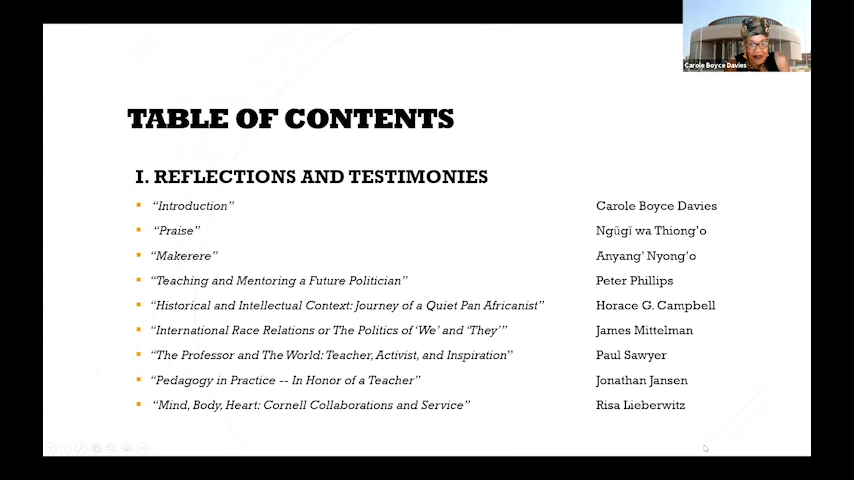 Carole Boyce Davies
TABLE OF CONTENTS
I. REFLECTIONS AND TESTIMONIES
“Introduction” Carole Boyce Davies
“Praise” Ngũgĩ wa Thiong’o
“Makerere” Anyang’ Nyong’o
“Teaching and Mentoring a Future Politician” Peter Phillips
“Historical and Intellectual Context: Journey of a Quiet Pan Africanist” Horace G. Campbell
“International Race Relations or The Politics of ‘We’ and ‘They’” James Mittelman
“The Professor and The World: Teacher, Activist, and Inspiration” Paul Sawyer
“Pedagogy in Practice -- In Honor of a Teacher” Jonathan Jansen
“Mind, Body, Heart: Cornell Collaborations and Service” Risa Lieberwitz